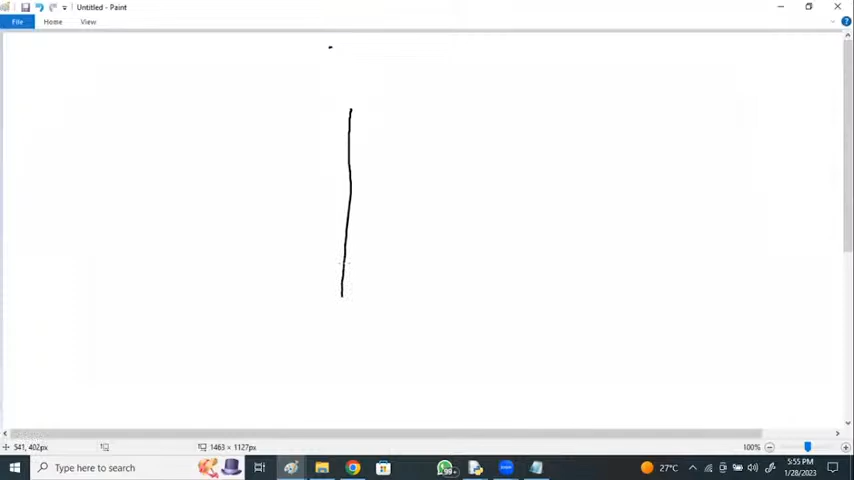 Untitled - Paint
File Home View
541, 402px 1463 × 1127px 100%
Type here to search 99+ 27°C 5:55 PM
1/28/2023